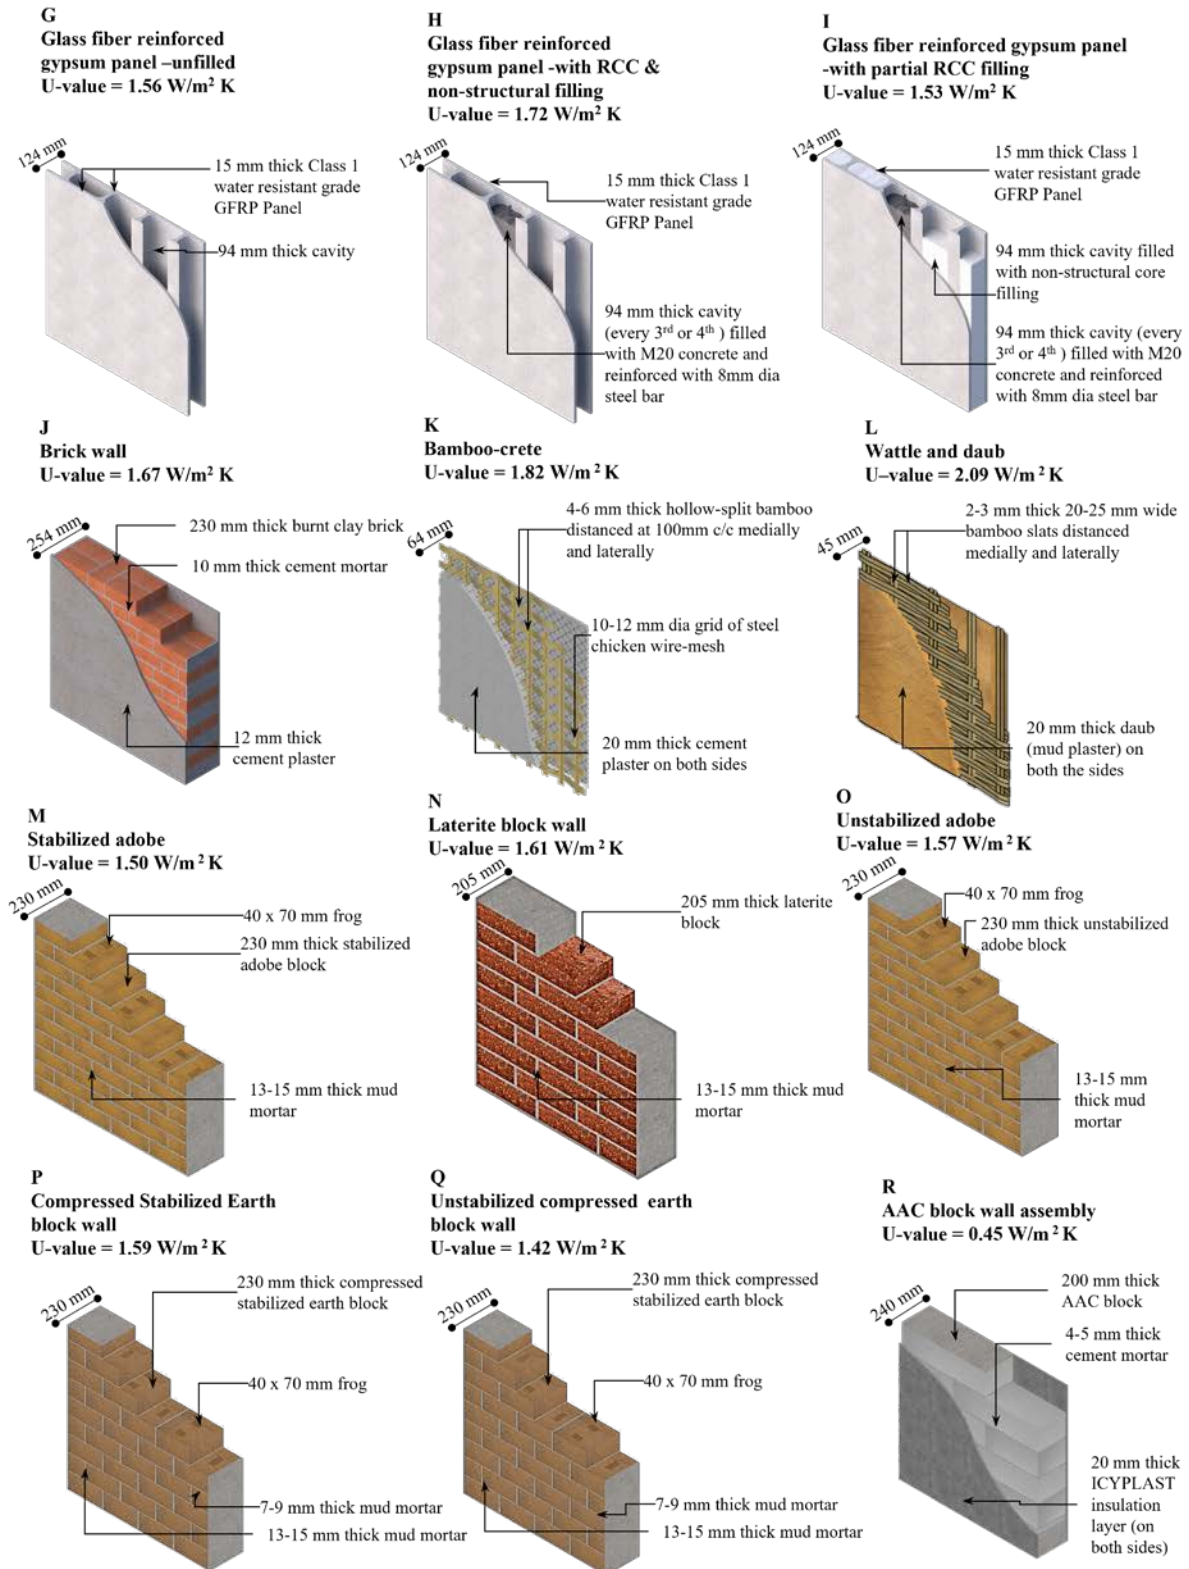 G
Glass fiber reinforced
gypsum panel –unfilled
U-value = 1.56 W/m² K
124 mm
15 mm thick Class 1
water resistant grade
GFRP Panel
94 mm thick cavity
H
Glass fiber reinforced
gypsum panel -with RCC &
non-structural filling
U-value = 1.72 W/m² K
124 mm
15 mm thick Class 1
water resistant grade
GFRP Panel
94 mm thick cavity
(every 3rd or 4th ) filled
with M20 concrete and
reinforced with 8mm dia
steel bar
I
Glass fiber reinforced gypsum panel
-with partial RCC filling
U-value = 1.53 W/m² K
124 mm
15 mm thick Class 1
water resistant grade
GFRP Panel
94 mm thick cavity filled
with non-structural core
filling
94 mm thick cavity (every
3rd or 4th ) filled with M20
concrete and reinforced
with 8mm dia steel bar
J
Brick wall
U-value = 1.67 W/m² K
254 mm
230 mm thick burnt clay brick
10 mm thick cement mortar
12 mm thick
cement plaster
K
Bamboo-crete
U-value = 1.82 W/m² K
64 mm
4-6 mm thick hollow-split bamboo
distanced at 100mm c/c medially
and laterally
10-12 mm dia grid of steel
chicken wire-mesh
20 mm thick cement
plaster on both sides
L
Wattle and daub
U–value = 2.09 W/m² K
45 mm
2-3 mm thick 20-25 mm wide
bamboo slats distanced
medially and laterally
20 mm thick daub
(mud plaster) on
both the sides
M
Stabilized adobe
U-value = 1.50 W/m² K
230 mm
40 x 70 mm frog
230 mm thick stabilized
adobe block
13-15 mm thick mud
mortar
N
Laterite block wall
U-value = 1.61 W/m² K
205 mm
205 mm thick laterite
block
13-15 mm thick mud
mortar
O
Unstabilized adobe
U-value = 1.57 W/m² K
230 mm
40 x 70 mm frog
230 mm thick unstabilized
adobe block
13-15 mm
thick mud
mortar
P
Compressed Stabilized Earth
block wall
U-value = 1.59 W/m² K
230 mm
230 mm thick compressed
stabilized earth block
40 x 70 mm frog
7-9 mm thick mud mortar
13-15 mm thick mud mortar
Q
Unstabilized compressed earth
block wall
U-value = 1.42 W/m² K
230 mm
230 mm thick compressed
stabilized earth block
40 x 70 mm frog
7-9 mm thick mud mortar
13-15 mm thick mud mortar
R
AAC block wall assembly
U-value = 0.45 W/m² K
240 mm
200 mm thick
AAC block
4-5 mm thick
cement mortar
20 mm thick
ICYPLAST
insulation
layer (on
both sides)